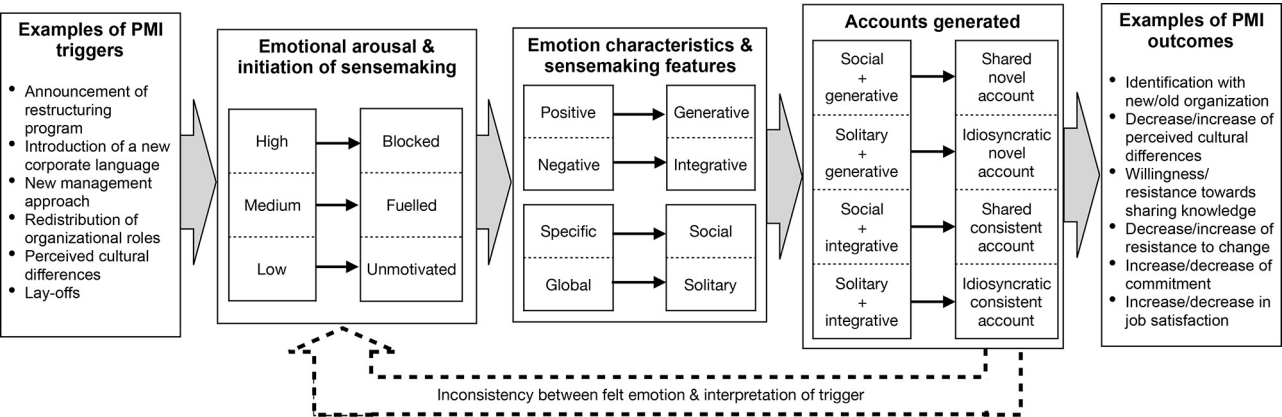 Examples of PMI
triggers
• Announcement of
restructuring
program
• Introduction of a new
corporate language
• New management
approach
• Redistribution of
organizational roles
• Perceived cultural
differences
• Lay-offs
Emotional arousal &
initiation of sensemaking
High
Blocked
Medium
Fuelled
Low
Unmotivated
Emotion characteristics &
sensemaking features
Positive
Generative
Negative
Integrative
Specific
Social
Global
Solitary
Accounts generated
Social
+
generative
Shared
novel
account
Solitary
+
generative
Idiosyncratic
novel
account
Social
+
integrative
Shared
consistent
account
Solitary
+
integrative
Idiosyncratic
consistent
account
Examples of PMI
outcomes
• Identification with
new/old organization
• Decrease/increase of
perceived cultural
differences
• Willingness/
resistance towards
sharing knowledge
• Decrease/increase of
resistance to change
• Increase/decrease of
commitment
• Increase/decrease in
job satisfaction
Inconsistency between felt emotion & interpretation of trigger